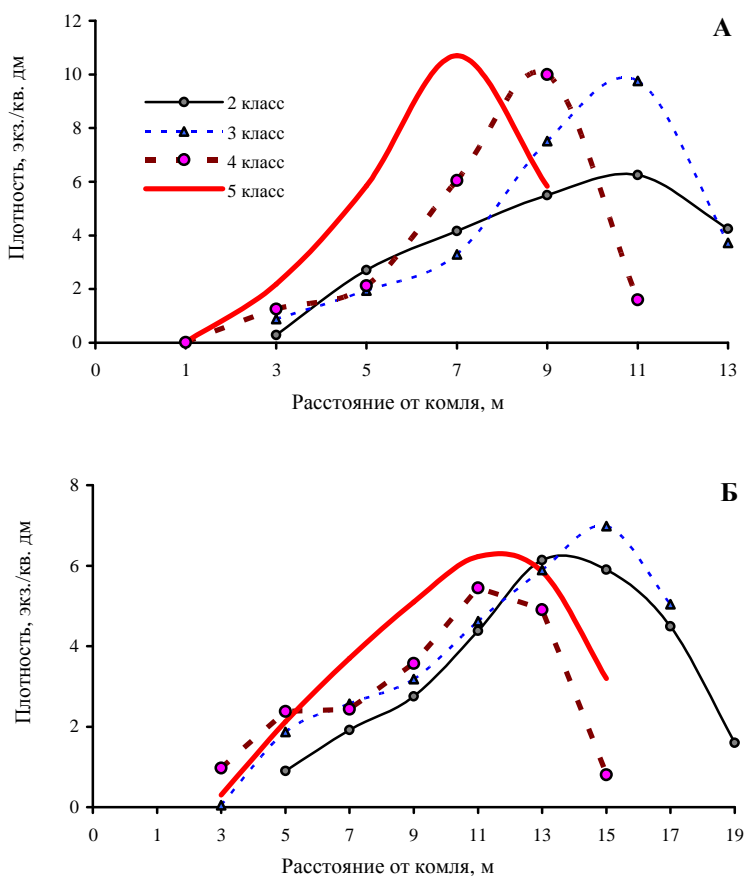 А
12
10
8
6
4
2
0
Плотность, экз./кв. дм
2 класс
3 класс
4 класс
5 класс
0 1 3 5 7 9 11 13
Расстояние от комля, м
Б
8
6
4
2
0
Плотность, экз./кв. дм
0 1 3 5 7 9 11 13 15 17 19
Расстояние от комля, м